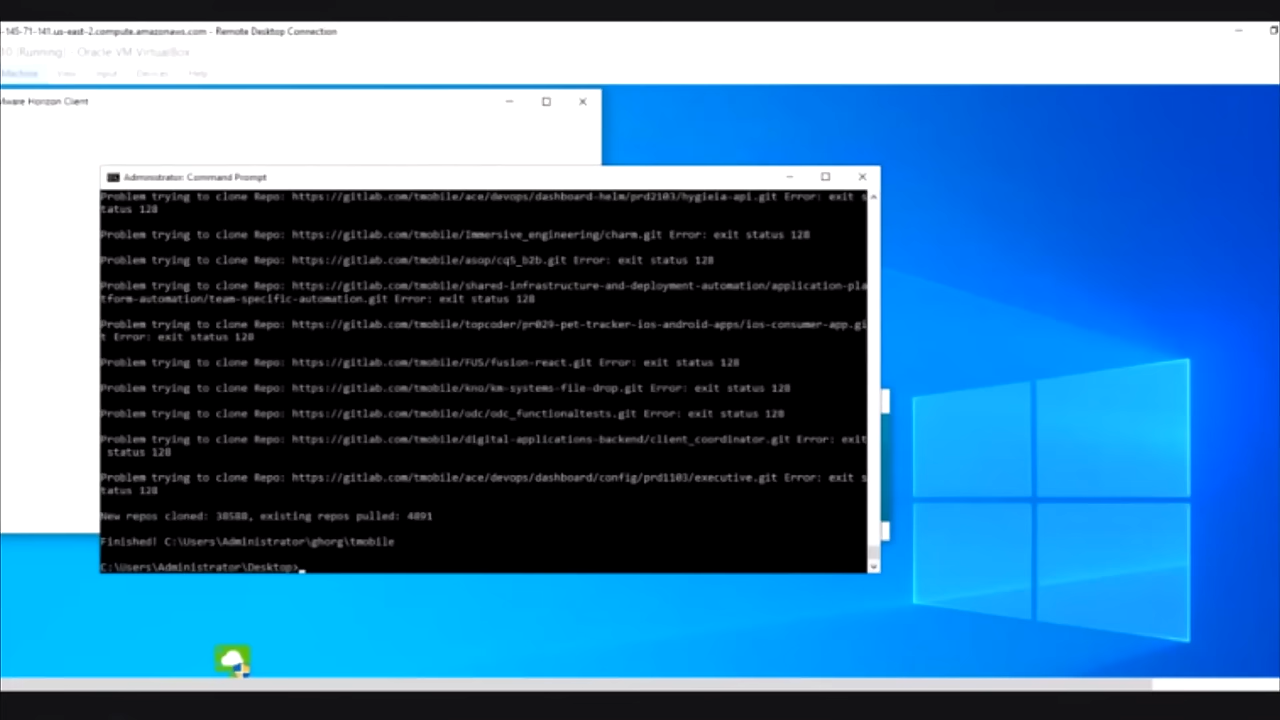 -145-71-141.us-east-2.compute.amazonaws.com - Remote Desktop Connection
10 [Running] Oracle VM VirtualBox
Machine View Input Devices Help
Mware Horizon Client
Administrator: Command Prompt
Problem trying to clone Repo: https://gitlab.com/tmobile/ace/devops/dashboard-helm/prd2103/hygieia-api.git Error: exit s
tatus 128
Problem trying to clone Repo: https://gitlab.com/tmobile/Immersive_engineering/charm.git Error: exit status 128
Problem trying to clone Repo: https://gitlab.com/tmobile/asop/cq5_b2b.git Error: exit status 128
Problem trying to clone Repo: https://gitlab.com/tmobile/shared-infrastructure-and-deployment-automation/application-pla
tform-automation/team-specific-automation.git Error: exit status 128
Problem trying to clone Repo: https://gitlab.com/tmobile/topcoder/pr029-pet-tracker-ios-android-apps/ios-consumer-app.gi
t Error: exit status 128
Problem trying to clone Repo: https://gitlab.com/tmobile/FUS/fusion-react.git Error: exit status 128
Problem trying to clone Repo: https://gitlab.com/tmobile/kno/km-systems-file-drop.git Error: exit status 128
Problem trying to clone Repo: https://gitlab.com/tmobile/odc/odc_functionaltests.git Error: exit status 128
Problem trying to clone Repo: https://gitlab.com/tmobile/digital-applications-backend/client_coordinator.git Error: exit
status 128
Problem trying to clone Repo: https://gitlab.com/tmobile/ace/devops/dashboard/config/prd1103/executive.git Error: exit s
tatus 128
New repos cloned: 30580, existing repos pulled: 4891
Finished! C:\Users\Administrator\ghorg\tmobile
C:\Users\Administrator\Desktop>